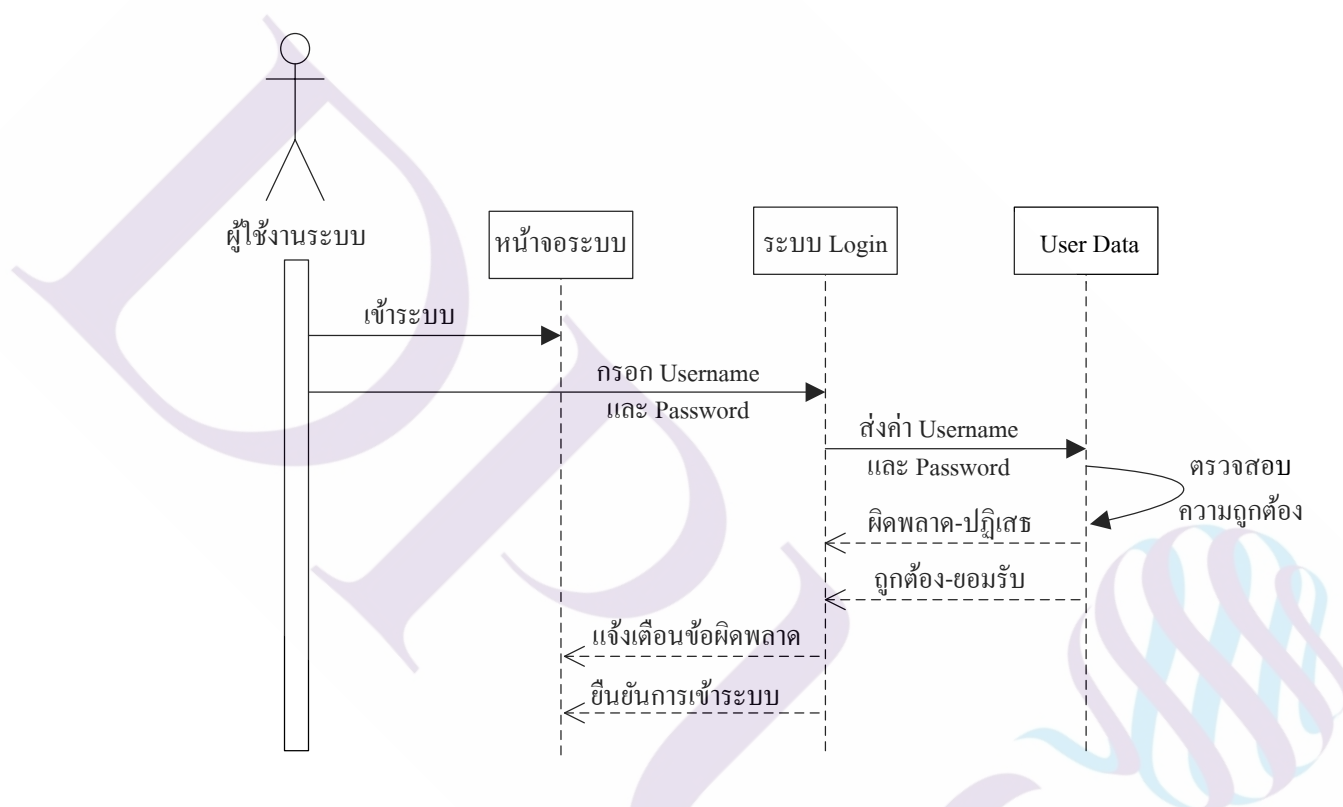 ผู้ใช้งานระบบ
หน้าจอระบบ
ระบบ Login
User Data
เข้าระบบ
กรอก Username
และ Password
ส่งค่า Username
และ Password
ตรวจสอบ
ความถูกต้อง
ผิดพลาด-ปฏิเสธ
ถูกต้อง-ยอมรับ
แจ้งเตือนข้อผิดพลาด
ยืนยันการเข้าระบบ